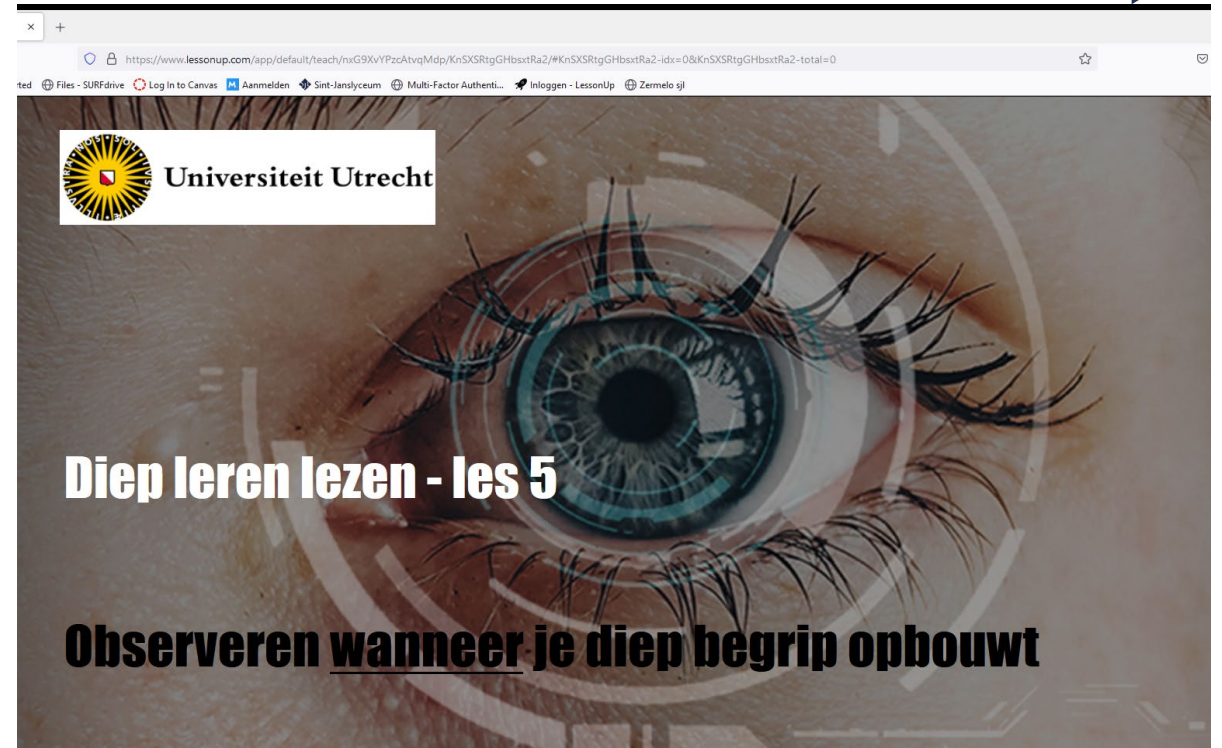 × +
https://www.lessonup.com/app/default/teach/nxG9XvYPzcAtvqMdp/KnSXSRtgGHbsxtRa2/#KnSXSRtgGHbsxtRa2-idx=0&KnSXSRtgGHbsxtRa2-total=0
rted Files - SURFdrive Log In to Canvas M Aanmelden Sint-Janslyceum Multi-Factor Authenti... Inloggen - LessonUp Zermelo sjl
Universiteit Utrecht
Diep leren lezen - les 5
Observeren wanneer je diep begrip opbouwt